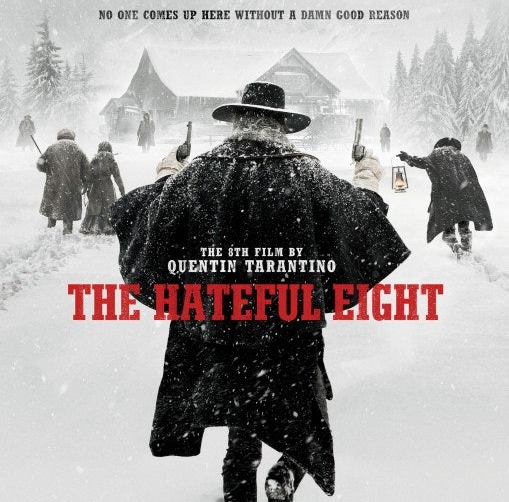 NO ONE COMES UP HERE WITHOUT A DAMN GOOD REASON
THE 8TH FILM BY
QUENTIN TARANTINO
THE HATEFUL EIGHT